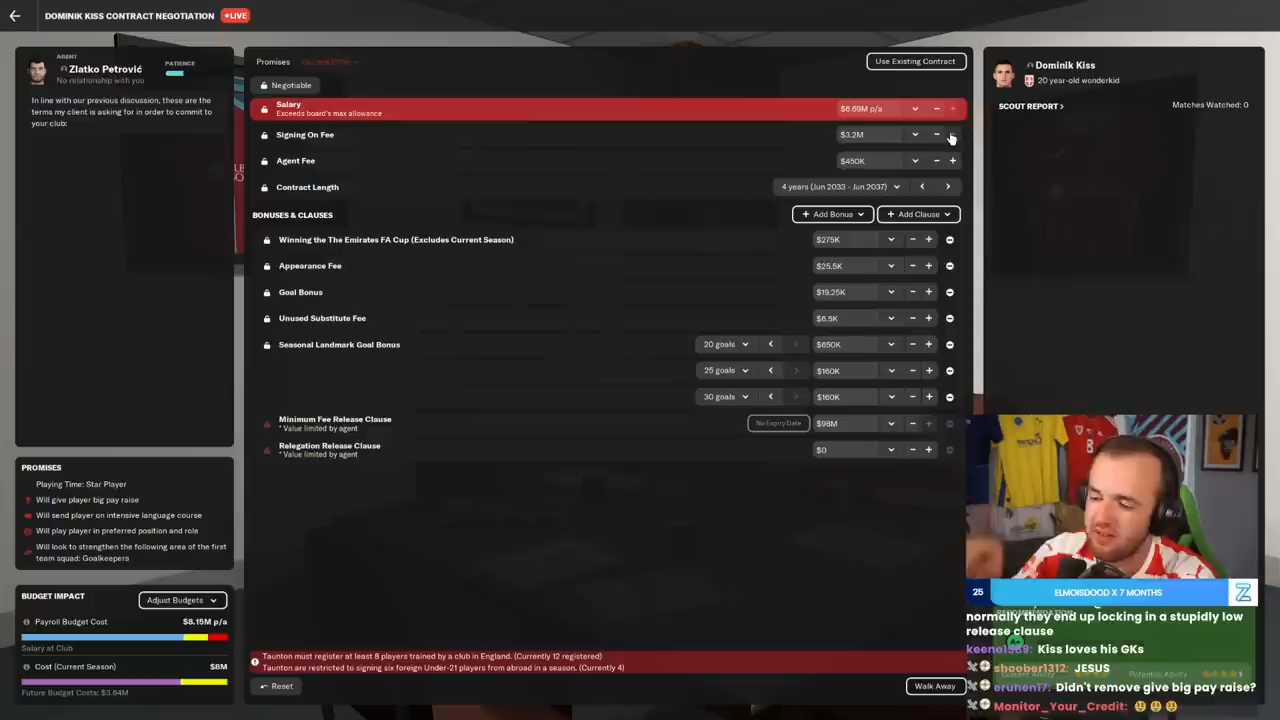 DOMINIK KISS CONTRACT NEGOTIATION
LIVE
AGENT
Zlatko Petrović
No relationship with you
PATIENCE
In line with our previous discussion, these are the
terms my client is asking for in order to commit to
your club:
Promises
Current Offer
Use Existing Contract
Negotiable
Salary
Exceeds board's max allowance
$6.69M p/a
Signing On Fee
$3.2M
Agent Fee
$450K
Contract Length
4 years (Jun 2033 - Jun 2037)
BONUSES & CLAUSES
Add Bonus
Add Clause
Winning the The Emirates FA Cup (Excludes Current Season)
$275K
Appearance Fee
$25.5K
Goal Bonus
$19.25K
Unused Substitute Fee
$6.5K
Seasonal Landmark Goal Bonus
20 goals
$650K
25 goals
$160K
30 goals
$160K
Minimum Fee Release Clause
* Value limited by agent
No Expiry Date
$98M
Relegation Release Clause
* Value limited by agent
$0
Dominik Kiss
20 year-old wonderkid
SCOUT REPORT >
Matches Watched: 0
PROMISES
Playing Time: Star Player
Will give player big pay raise
Will send player on intensive language course
Will play player in preferred position and role
Will look to strengthen the following area of the first
team squad: Goalkeepers
BUDGET IMPACT
Adjust Budgets
Payroll Budget Cost
$8.15M p/a
Salary at Club
Cost (Current Season)
$8M
Future Budget Costs: $3.64M
Taunton must register at least 8 players trained by a club in England. (Currently 12 registered)
Taunton are restricted to signing six foreign Under-21 players from abroad in a season. (Currently 4)
Reset
Walk Away
25
ELMOISDOOD X 7 MONTHS
Z
normally they end up locking in a stupidly low
release clause
keeno1989: Kiss loves his GKs
shoober1312: JESUS
eruhen17: Didn't remove give big pay raise?
Monitor_Your_Credit: